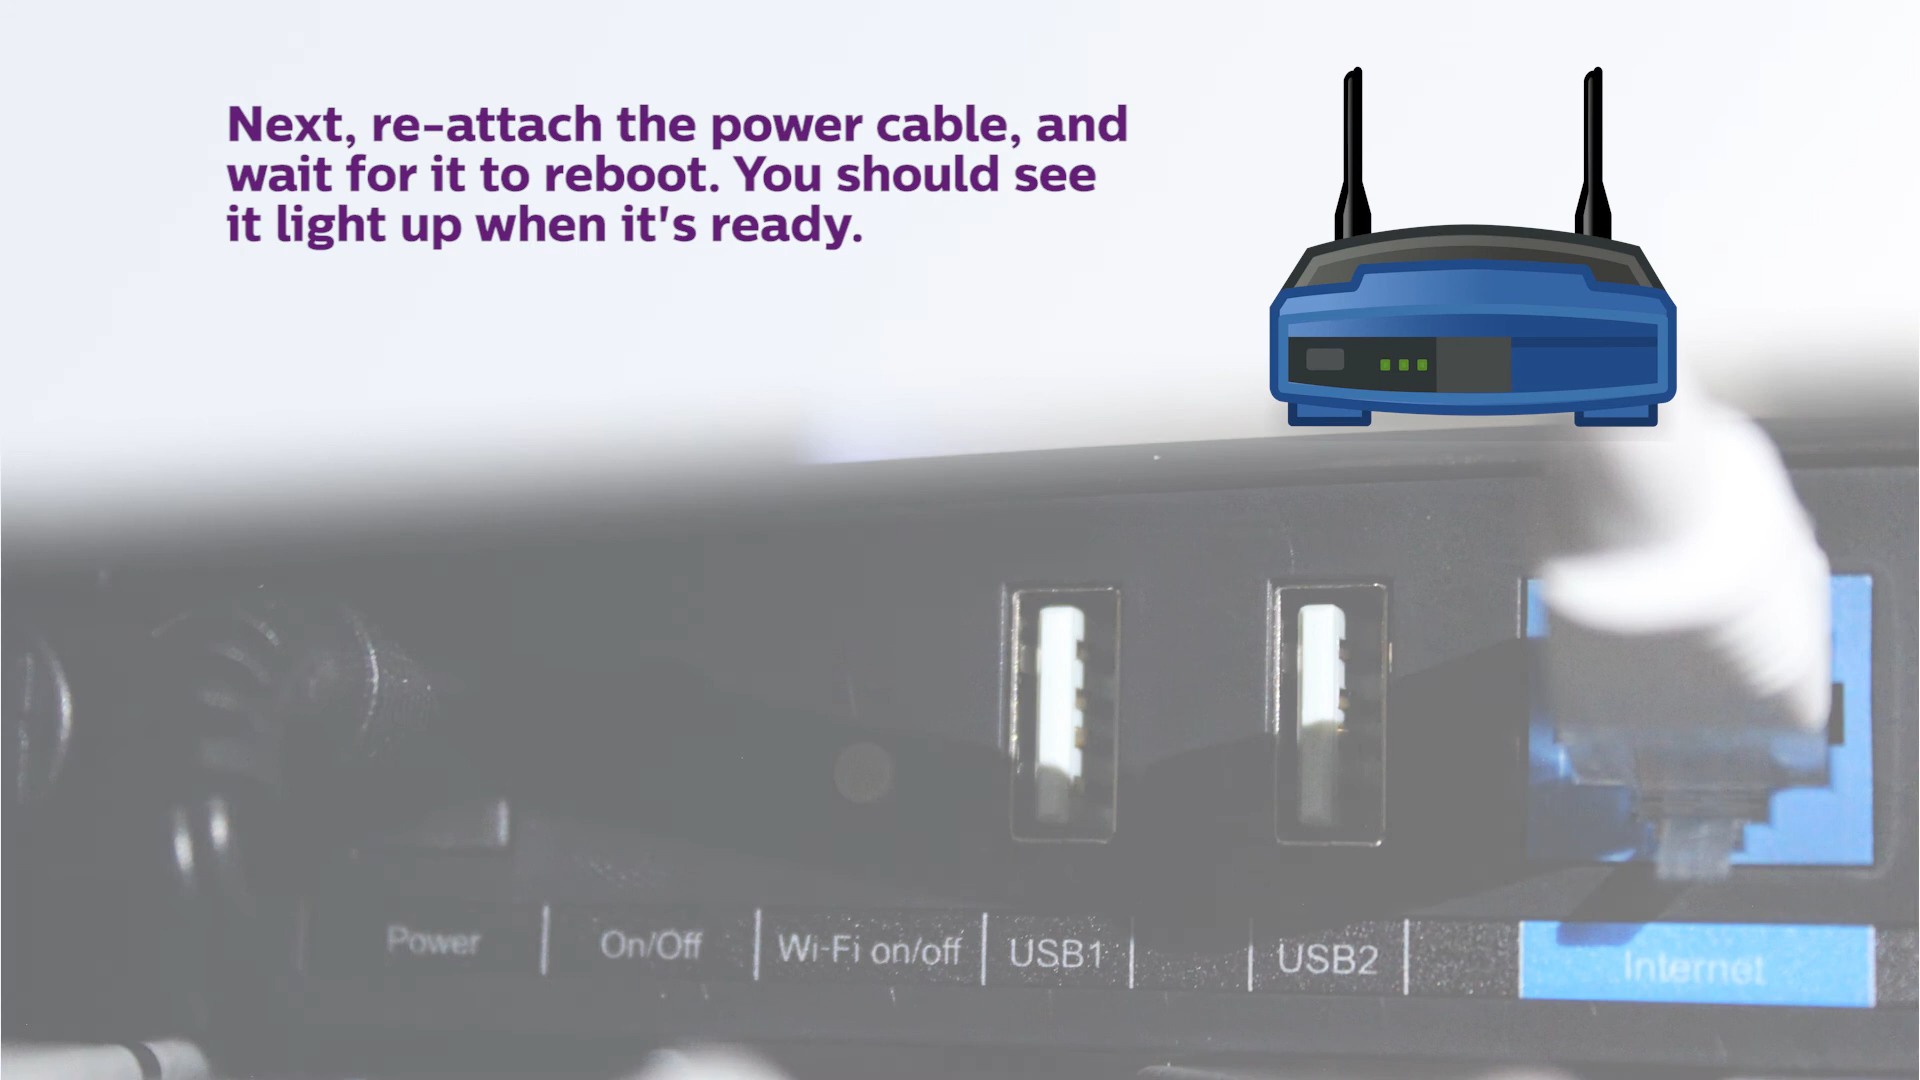 Next, re-attach the power cable, and
wait for it to reboot. You should see
it light up when it's ready.
Power
On/Off
Wi-Fi on/off
USB1
USB2
Internet